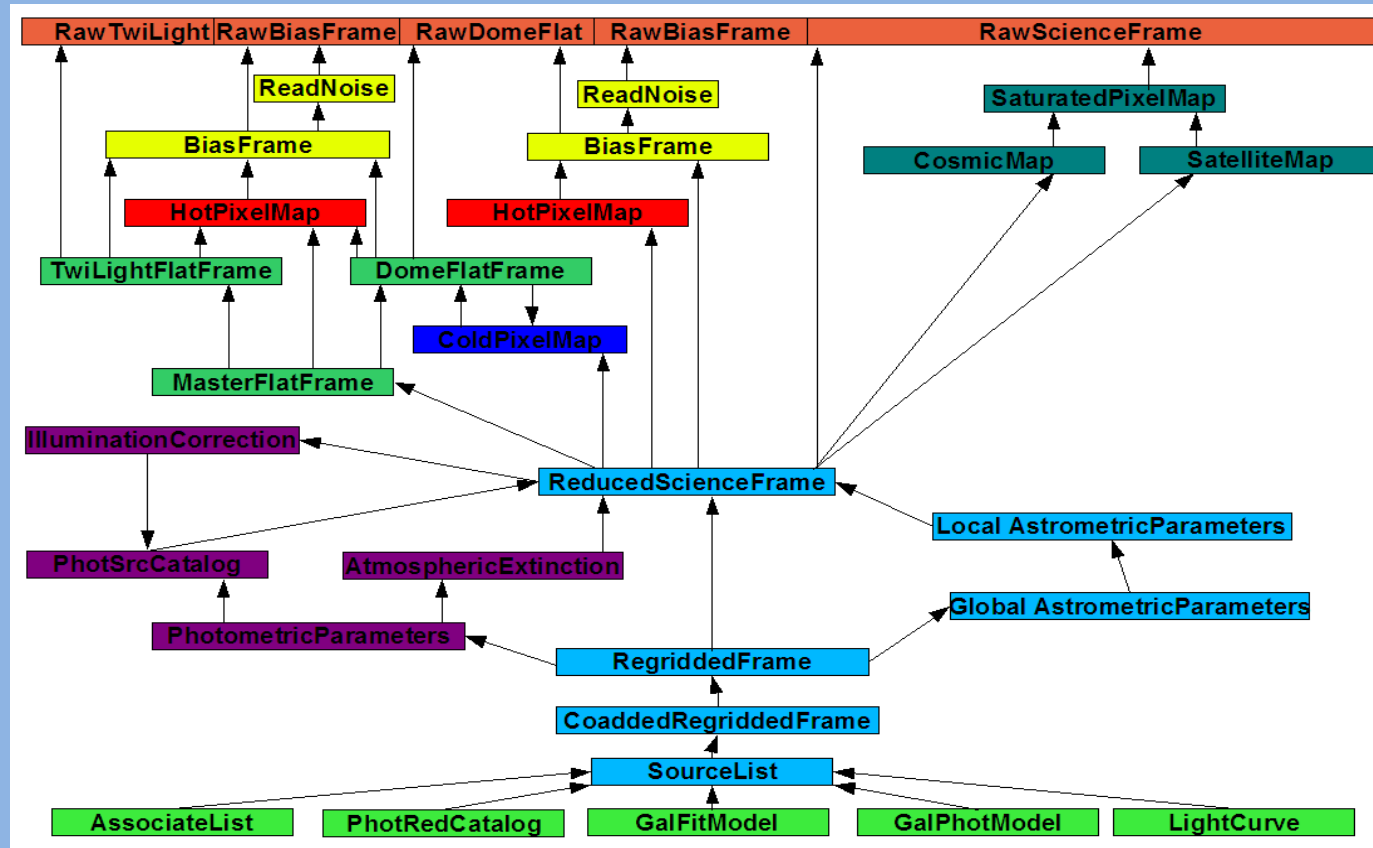 RawTwiLight
RawBiasFrame
RawDomeFlat
RawBiasFrame
RawScienceFrame
ReadNoise
ReadNoise
SaturatedPixelMap
BiasFrame
BiasFrame
CosmicMap
SatelliteMap
HotPixelMap
HotPixelMap
TwiLightFlatFrame
DomeFlatFrame
ColdPixelMap
MasterFlatFrame
IlluminationCorrection
ReducedScienceFrame
Local AstrometricParameters
PhotSrcCatalog
AtmosphericExtinction
Global AstrometricParameters
PhotometricParameters
RegriddedFrame
CoaddedRegriddedFrame
SourceList
AssociateList
PhotRedCatalog
GalFitModel
GalPhotModel
LightCurve